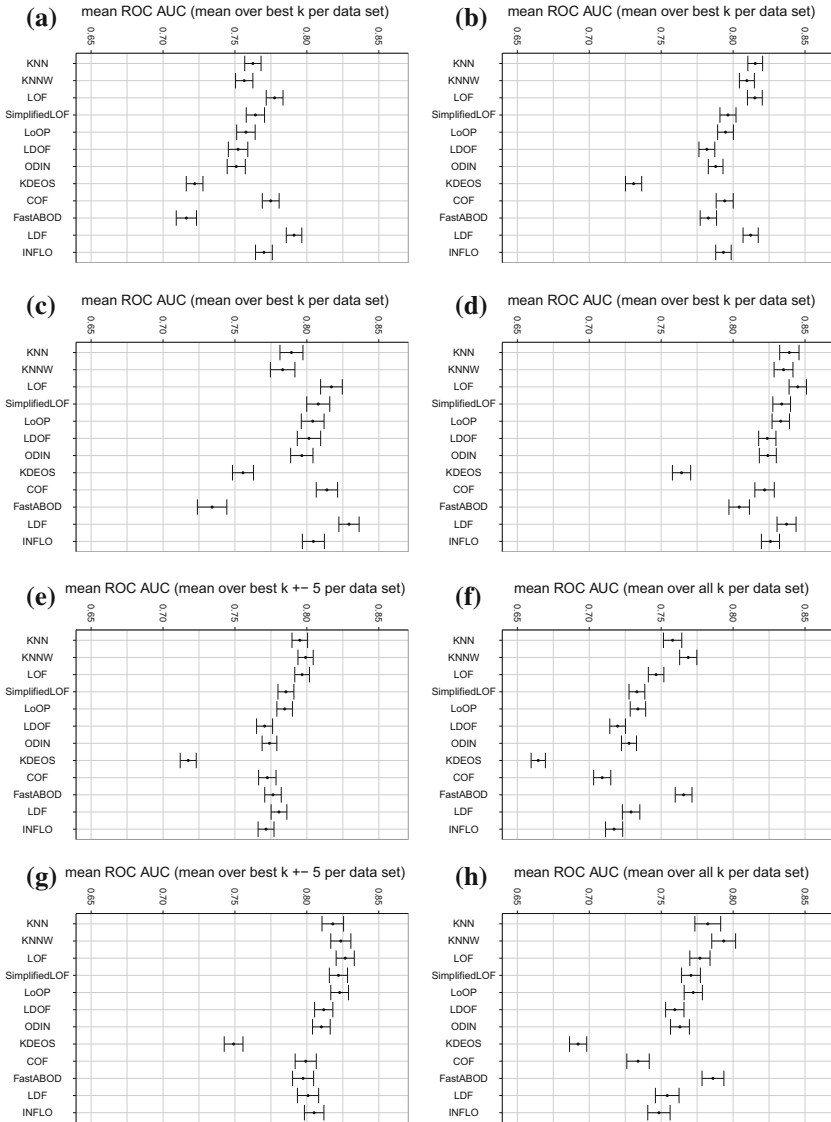 (a) mean ROC AUC (mean over best k per data set)
0.65 0.70 0.75 0.80 0.85
KNN
KNNW
LOF
SimplifiedLOF
LoOP
LDOF
ODIN
KDEOS
COF
FastABOD
LDF
INFLO
(b) mean ROC AUC (mean over best k per data set)
0.65 0.70 0.75 0.80 0.85
KNN
KNNW
LOF
SimplifiedLOF
LoOP
LDOF
ODIN
KDEOS
COF
FastABOD
LDF
INFLO
(c) mean ROC AUC (mean over best k per data set)
0.65 0.70 0.75 0.80 0.85
KNN
KNNW
LOF
SimplifiedLOF
LoOP
LDOF
ODIN
KDEOS
COF
FastABOD
LDF
INFLO
(d) mean ROC AUC (mean over best k per data set)
0.65 0.70 0.75 0.80 0.85
KNN
KNNW
LOF
SimplifiedLOF
LoOP
LDOF
ODIN
KDEOS
COF
FastABOD
LDF
INFLO
(e) mean ROC AUC (mean over best k +− 5 per data set)
0.65 0.70 0.75 0.80 0.85
KNN
KNNW
LOF
SimplifiedLOF
LoOP
LDOF
ODIN
KDEOS
COF
FastABOD
LDF
INFLO
(f) mean ROC AUC (mean over all k per data set)
0.65 0.70 0.75 0.80 0.85
KNN
KNNW
LOF
SimplifiedLOF
LoOP
LDOF
ODIN
KDEOS
COF
FastABOD
LDF
INFLO
(g) mean ROC AUC (mean over best k +− 5 per data set)
0.65 0.70 0.75 0.80 0.85
KNN
KNNW
LOF
SimplifiedLOF
LoOP
LDOF
ODIN
KDEOS
COF
FastABOD
LDF
INFLO
(h) mean ROC AUC (mean over all k per data set)
0.65 0.70 0.75 0.80 0.85
KNN
KNNW
LOF
SimplifiedLOF
LoOP
LDOF
ODIN
KDEOS
COF
FastABOD
LDF
INFLO